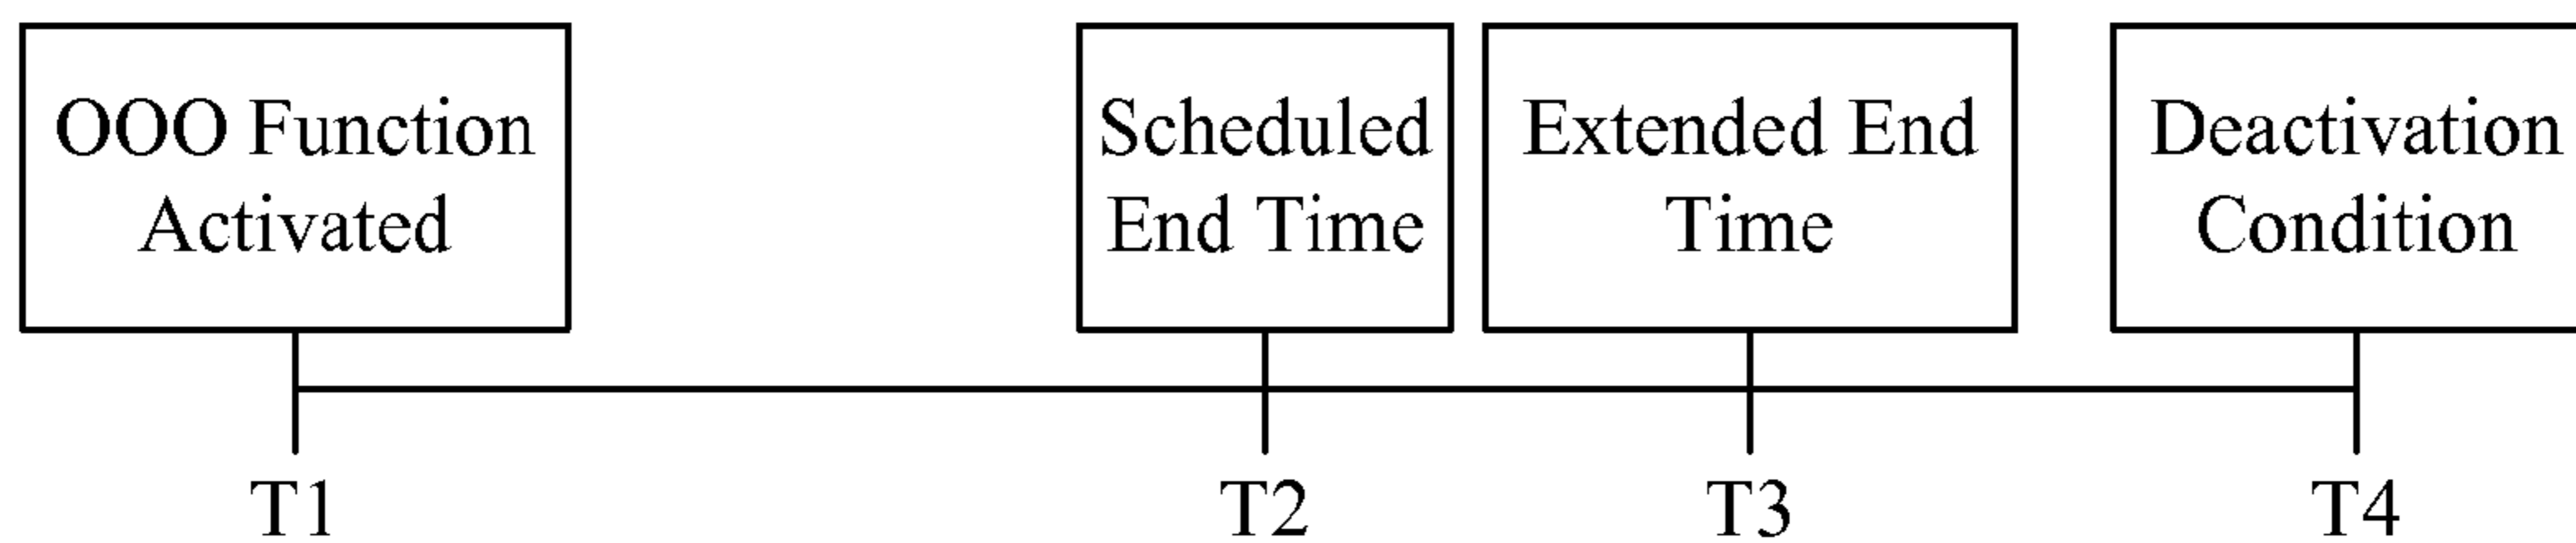 OOO Function
Activated
Scheduled
End Time
Extended End
Time
Deactivation
Condition
T1
T2
T3
T4